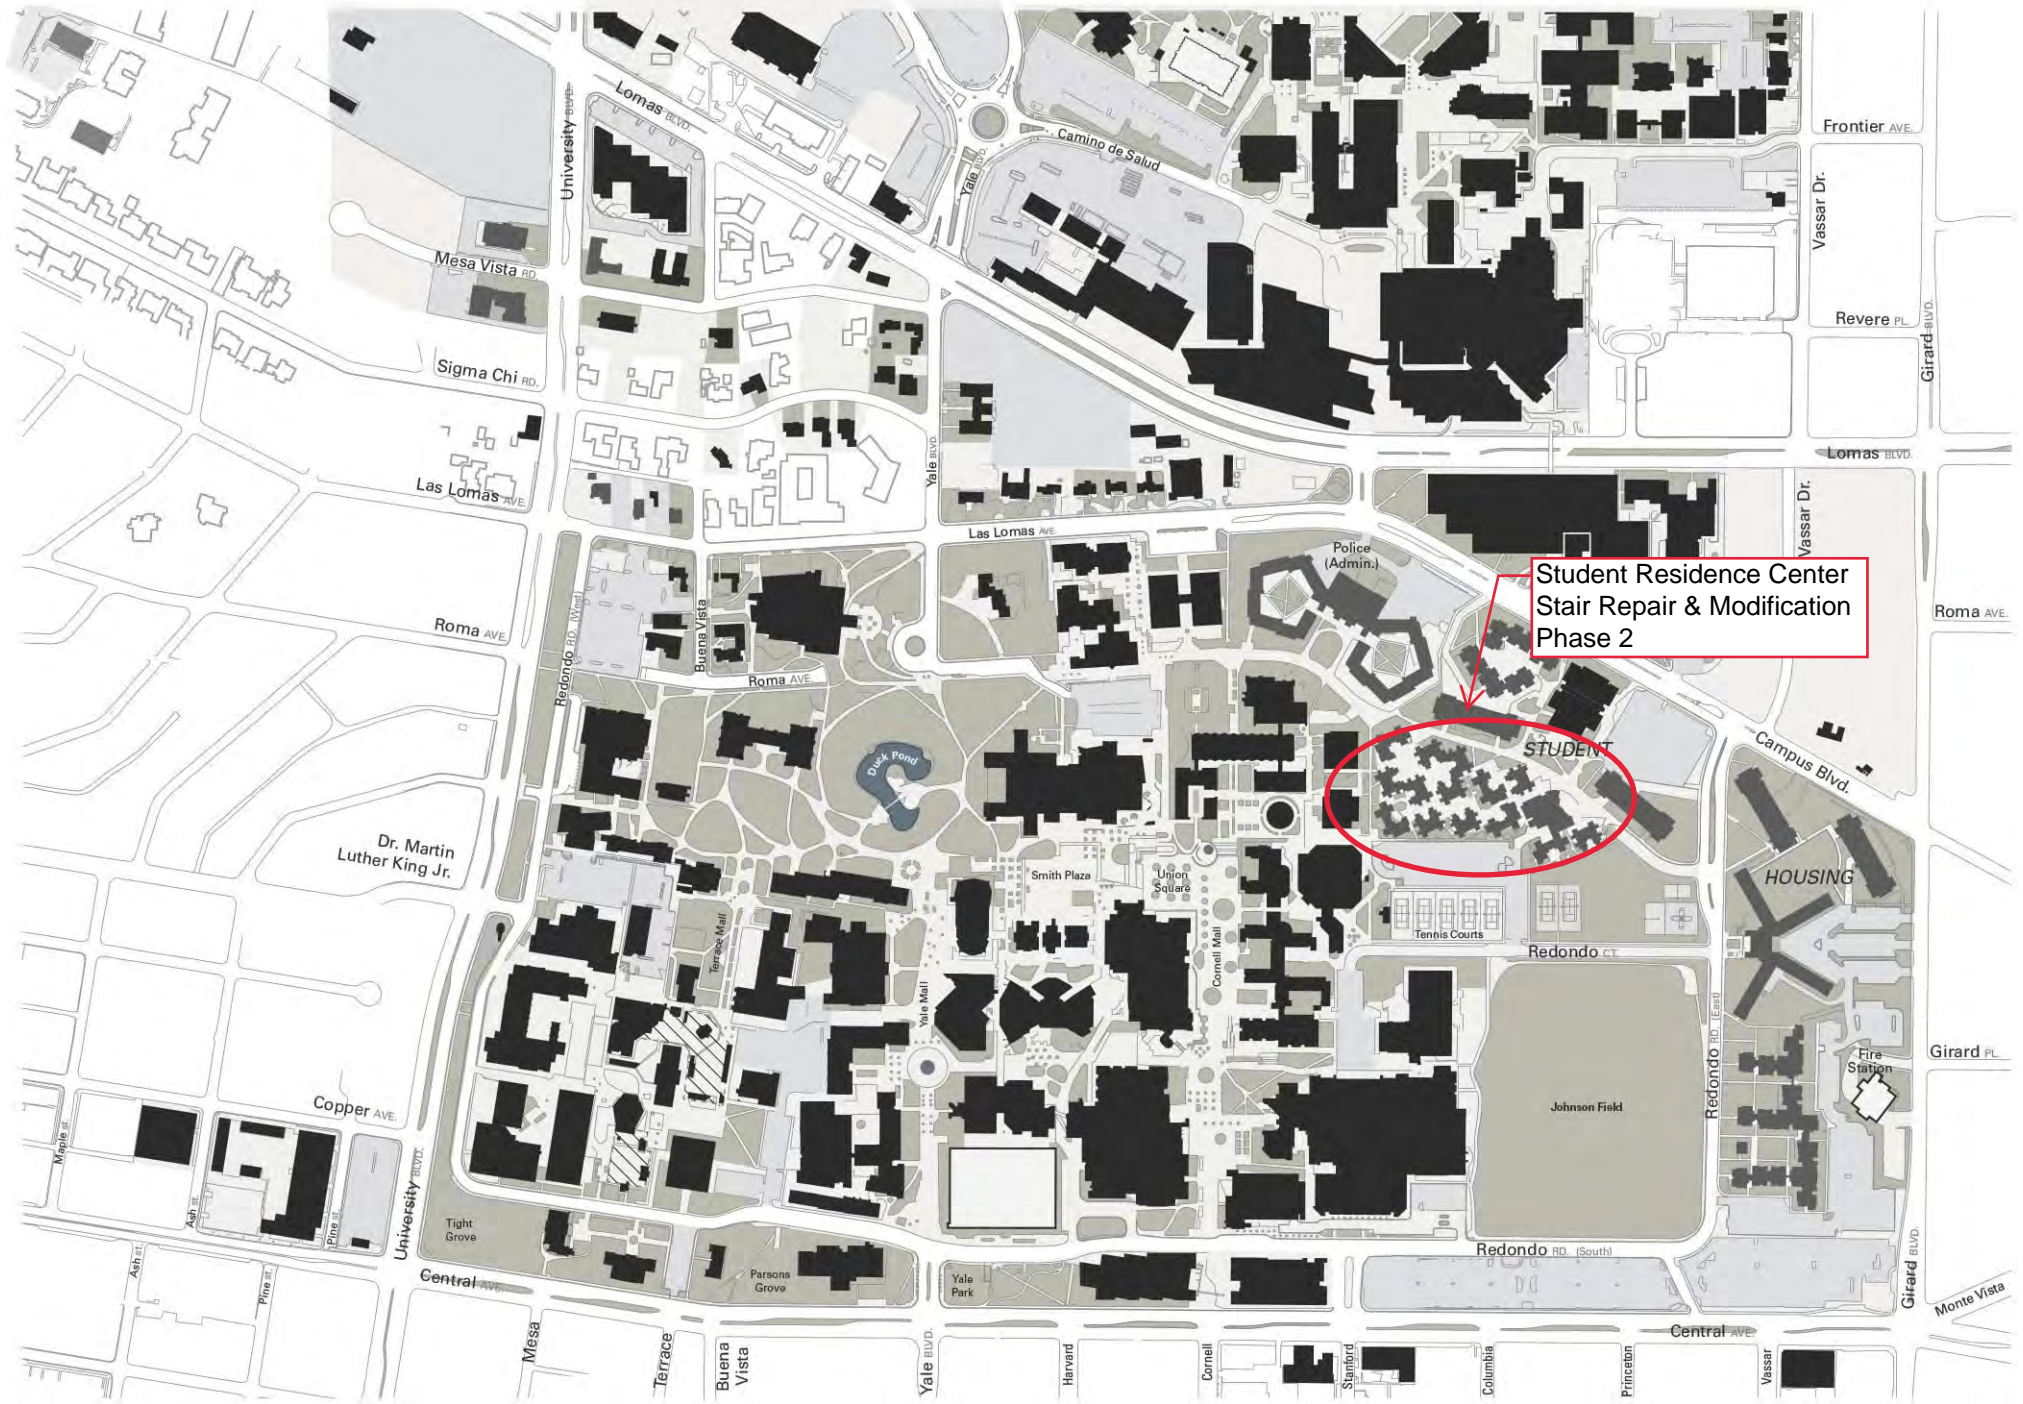 Lomas BLVD.
University BLVD.
Yale BLVD.
Camino de Salud
Frontier AVE.
Vassar Dr.
Mesa Vista RD.
Revere PL.
Girard BLVD.
Sigma Chi RD.
Yale BLVD.
Lomas BLVD.
Las Lomas AVE.
Las Lomas AVE.
Vassar Dr.
Police
(Admin.)
Student Residence Center
Stair Repair & Modification
Phase 2
Redondo RD. (West)
Buena Vista
Roma AVE.
Roma AVE.
Roma AVE.
Duck Pond
STUDENT
Campus Blvd.
Dr. Martin
Luther King Jr.
Smith Plaza
Union
Square
HOUSING
Terrace Mall
Cornell Mall
Tennis Courts
Redondo CT.
Yale Mall
Redondo RD. (East)
Fire
Station
Girard PL.
Copper AVE.
Johnson Field
Maple st.
Ash st.
Pine st.
University BLVD.
Tight
Grove
Redondo RD. (South)
Girard BLVD.
Ash st.
Pine st.
Central AVE.
Parsons
Grove
Yale
Park
Monte Vista
Central AVE.
Mesa
Terrace
Buena
Vista
Yale BLVD.
Harvard
Cornell
Stanford
Columbia
Princeton
Vassar